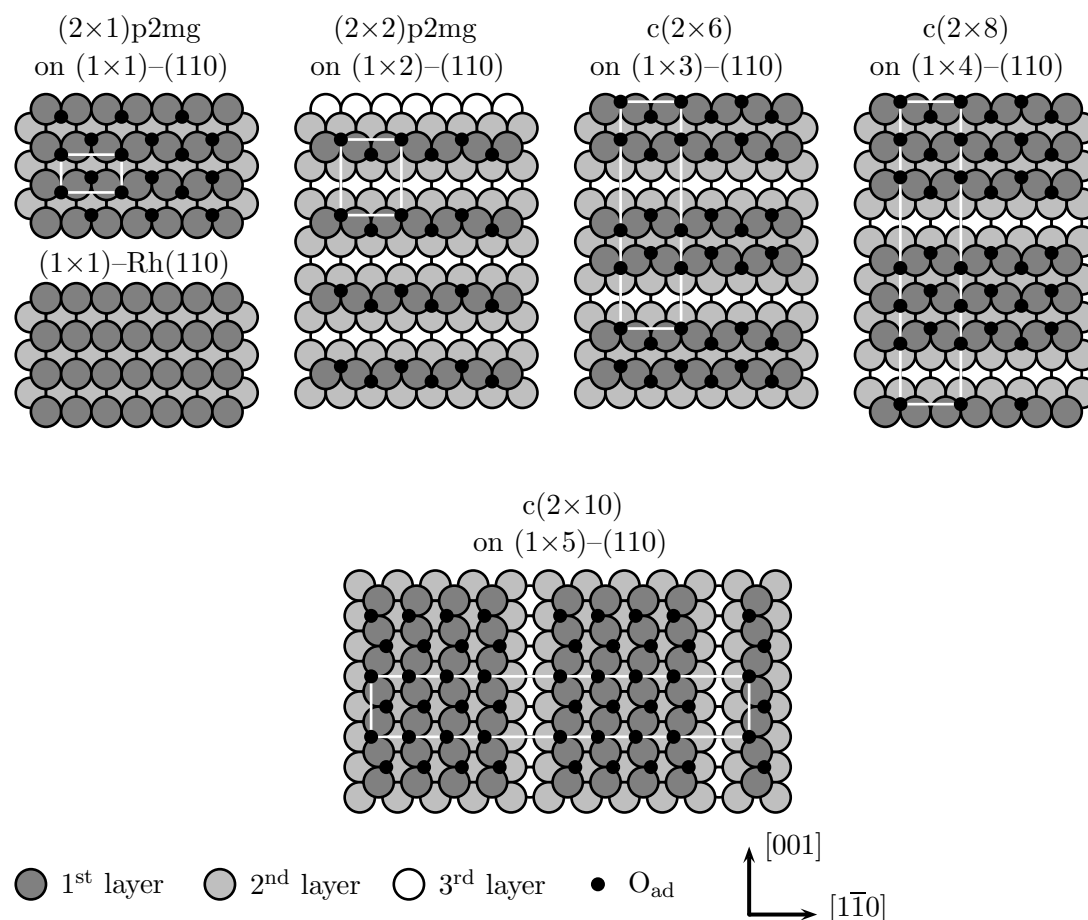 (2×1)p2mg
on (1×1)–(110)
(2×2)p2mg
on (1×2)–(110)
c(2×6)
on (1×3)–(110)
c(2×8)
on (1×4)–(110)
(1×1)–Rh(110)
c(2×10)
on (1×5)–(110)
[001]
[11̅0]
1st layer
2nd layer
3rd layer
Oad